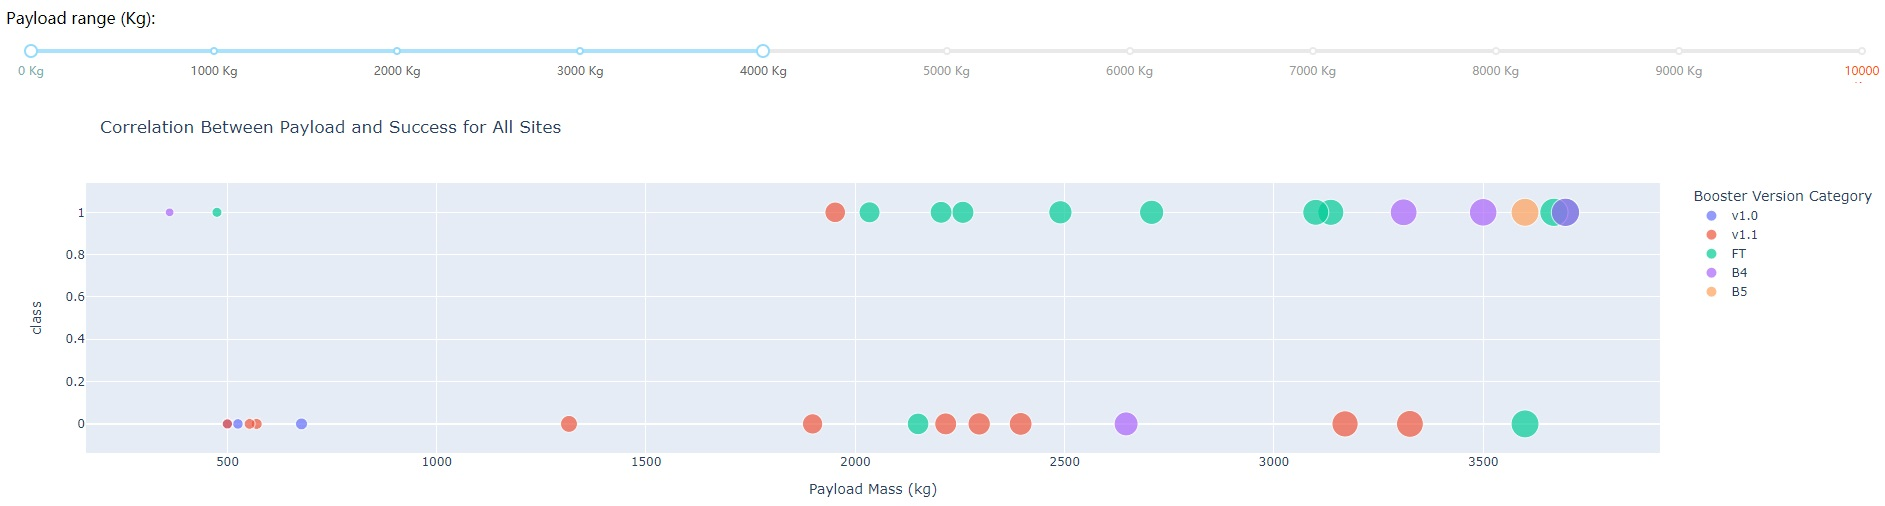 Payload range (Kg):
0 Kg 1000 Kg 2000 Kg 3000 Kg 4000 Kg 5000 Kg 6000 Kg 7000 Kg 8000 Kg 9000 Kg 10000
Correlation Between Payload and Success for All Sites
Booster Version Category
v1.0
v1.1
FT
B4
B5
1
0.8
0.6
0.4
0.2
0
class
500 1000 1500 2000 2500 3000 3500
Payload Mass (kg)